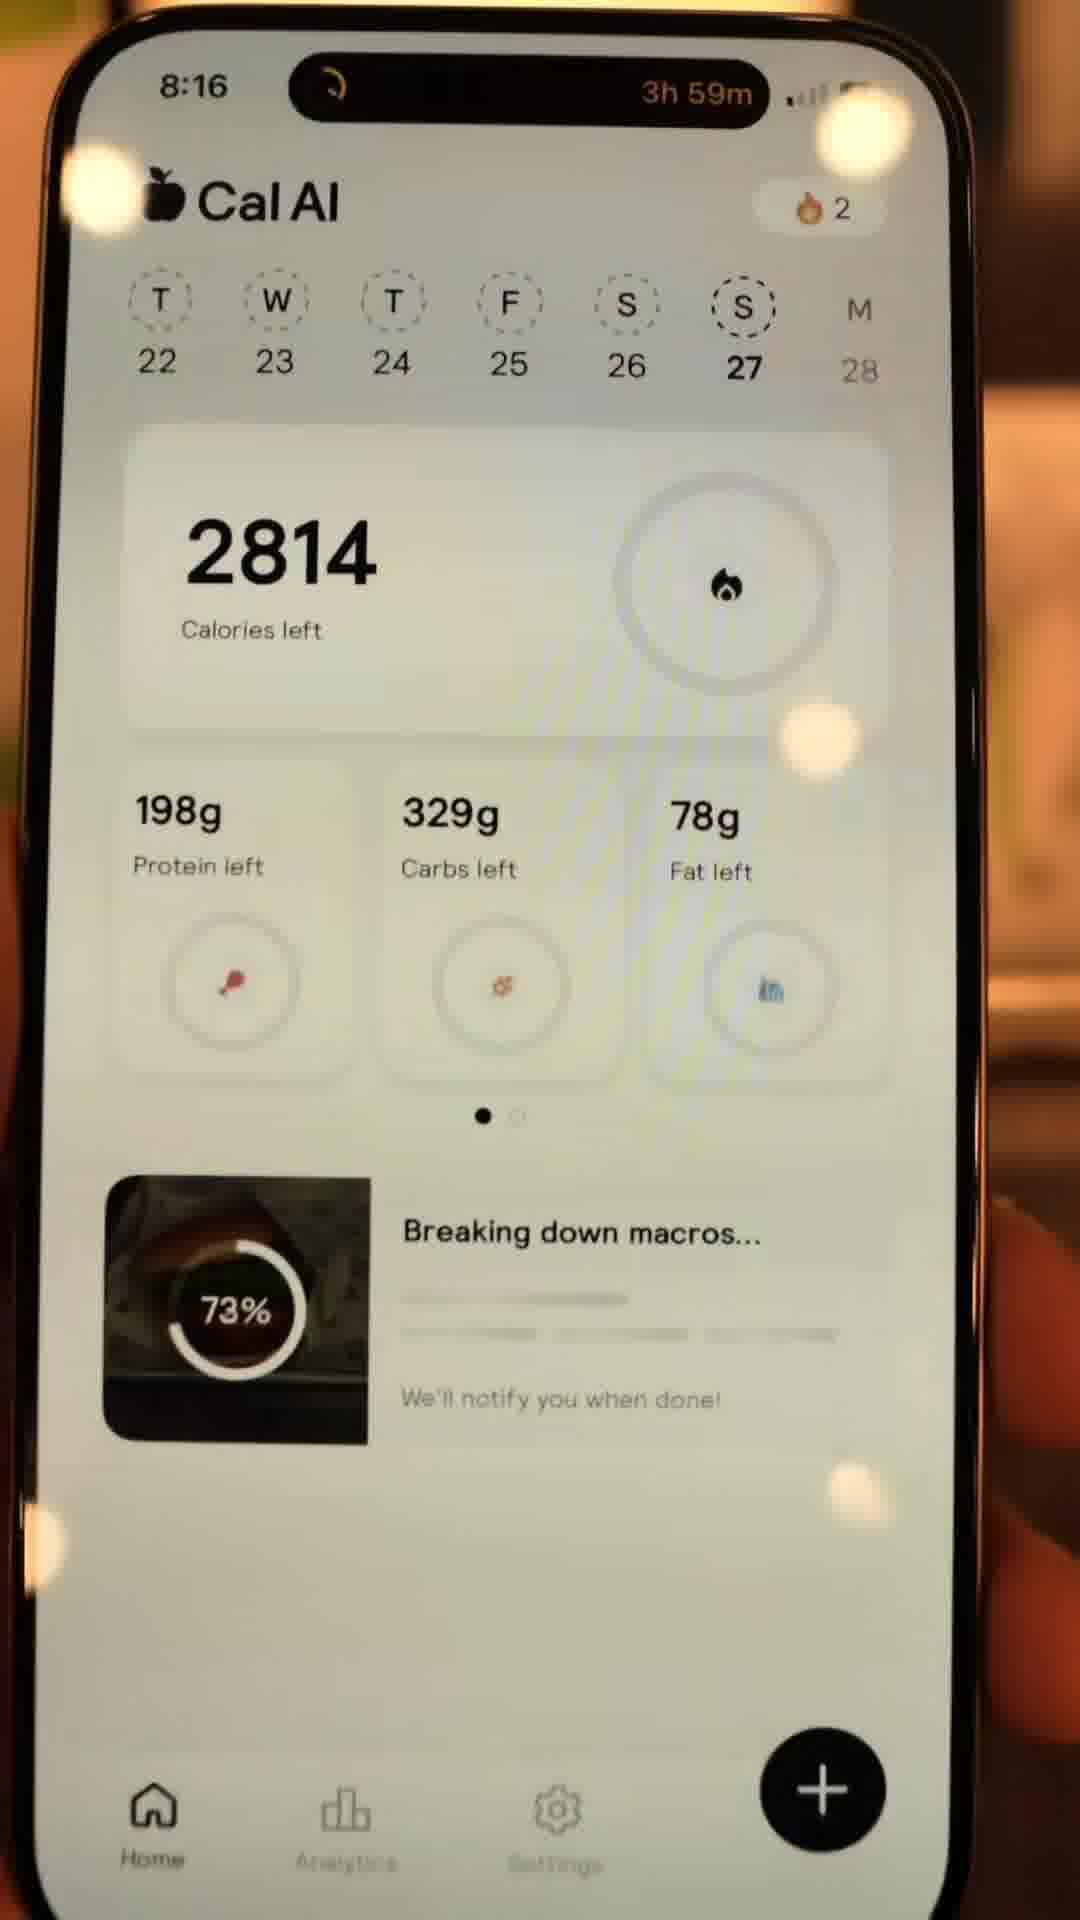 8:16
3h 59m
Cal AI
2
T W T F S S M
22 23 24 25 26 27 28
2814
Calories left
198g
Protein left
329g
Carbs left
78g
Fat left
73%
Breaking down macros...
We'll notify you when done!
Home
Analytics
Settings